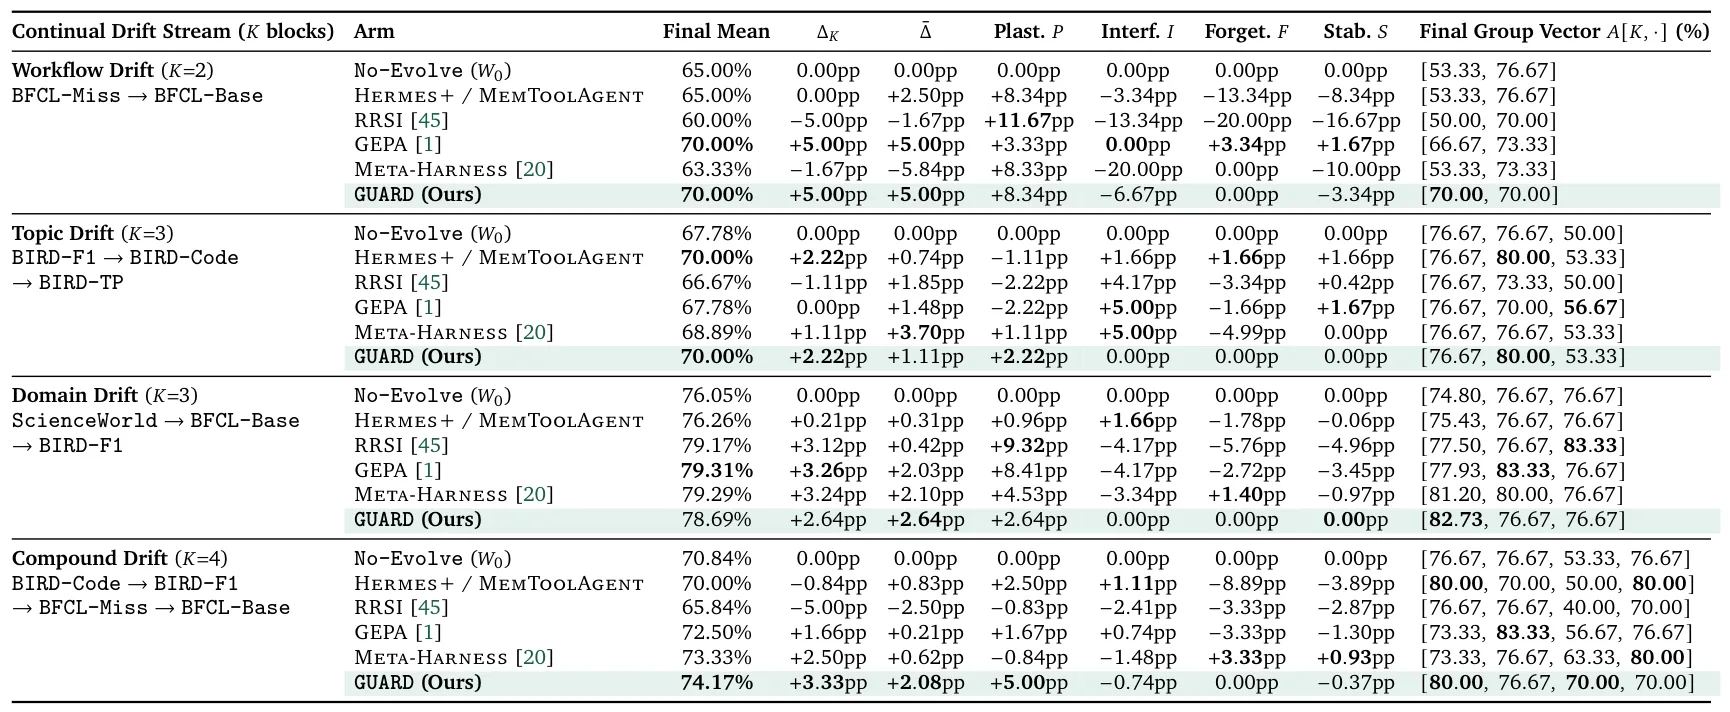 Continual Drift Stream (K blocks) Arm Final Mean Δ_K Δ̄ Plast. P Interf. I Forget. F Stab. S Final Group Vector A[K, ·] (%)
Workflow Drift (K=2) No-Evolve (W₀) 65.00% 0.00pp 0.00pp 0.00pp 0.00pp 0.00pp 0.00pp [53.33, 76.67]
BFCL-Miss → BFCL-Base HERMES+ / MEMTOOLAGENT 65.00% 0.00pp +2.50pp +8.34pp −3.34pp −13.34pp −8.34pp [53.33, 76.67]
RRSI [45] 60.00% −5.00pp −1.67pp +11.67pp −13.34pp −20.00pp −16.67pp [50.00, 70.00]
GEPA [1] 70.00% +5.00pp +5.00pp +3.33pp 0.00pp +3.34pp +1.67pp [66.67, 73.33]
META-HARNESS [20] 63.33% −1.67pp −5.84pp +8.33pp −20.00pp 0.00pp −10.00pp [53.33, 73.33]
GUARD (Ours) 70.00% +5.00pp +5.00pp +8.34pp −6.67pp 0.00pp −3.34pp [70.00, 70.00]
Topic Drift (K=3) No-Evolve (W₀) 67.78% 0.00pp 0.00pp 0.00pp 0.00pp 0.00pp 0.00pp [76.67, 76.67, 50.00]
BIRD-F1 → BIRD-Code HERMES+ / MEMTOOLAGENT 70.00% +2.22pp +0.74pp −1.11pp +1.66pp +1.66pp +1.66pp [76.67, 80.00, 53.33]
→ BIRD-TP RRSI [45] 66.67% −1.11pp +1.85pp −2.22pp +4.17pp −3.34pp +0.42pp [76.67, 73.33, 50.00]
GEPA [1] 67.78% 0.00pp +1.48pp −2.22pp +5.00pp −1.66pp +1.67pp [76.67, 70.00, 56.67]
META-HARNESS [20] 68.89% +1.11pp +3.70pp +1.11pp +5.00pp −4.99pp 0.00pp [76.67, 76.67, 53.33]
GUARD (Ours) 70.00% +2.22pp +1.11pp +2.22pp 0.00pp 0.00pp 0.00pp [76.67, 80.00, 53.33]
Domain Drift (K=3) No-Evolve (W₀) 76.05% 0.00pp 0.00pp 0.00pp 0.00pp 0.00pp 0.00pp [74.80, 76.67, 76.67]
ScienceWorld → BFCL-Base HERMES+ / MEMTOOLAGENT 76.26% +0.21pp +0.31pp +0.96pp +1.66pp −1.78pp −0.06pp [75.43, 76.67, 76.67]
→ BIRD-F1 RRSI [45] 79.17% +3.12pp +0.42pp +9.32pp −4.17pp −5.76pp −4.96pp [77.50, 76.67, 83.33]
GEPA [1] 79.31% +3.26pp +2.03pp +8.41pp −4.17pp −2.72pp −3.45pp [77.93, 83.33, 76.67]
META-HARNESS [20] 79.29% +3.24pp +2.10pp +4.53pp −3.34pp +1.40pp −0.97pp [81.20, 80.00, 76.67]
GUARD (Ours) 78.69% +2.64pp +2.64pp +2.64pp 0.00pp 0.00pp 0.00pp [82.73, 76.67, 76.67]
Compound Drift (K=4) No-Evolve (W₀) 70.84% 0.00pp 0.00pp 0.00pp 0.00pp 0.00pp 0.00pp [76.67, 76.67, 53.33, 76.67]
BIRD-Code → BIRD-F1 HERMES+ / MEMTOOLAGENT 70.00% −0.84pp +0.83pp +2.50pp +1.11pp −8.89pp −3.89pp [80.00, 70.00, 50.00, 80.00]
→ BFCL-Miss → BFCL-Base RRSI [45] 65.84% −5.00pp −2.50pp −0.83pp −2.41pp −3.33pp −2.87pp [76.67, 76.67, 40.00, 70.00]
GEPA [1] 72.50% +1.66pp +0.21pp +1.67pp +0.74pp −3.33pp −1.30pp [73.33, 83.33, 56.67, 76.67]
META-HARNESS [20] 73.33% +2.50pp +0.62pp −0.84pp −1.48pp +3.33pp +0.93pp [73.33, 76.67, 63.33, 80.00]
GUARD (Ours) 74.17% +3.33pp +2.08pp +5.00pp −0.74pp 0.00pp −0.37pp [80.00, 76.67, 70.00, 70.00]